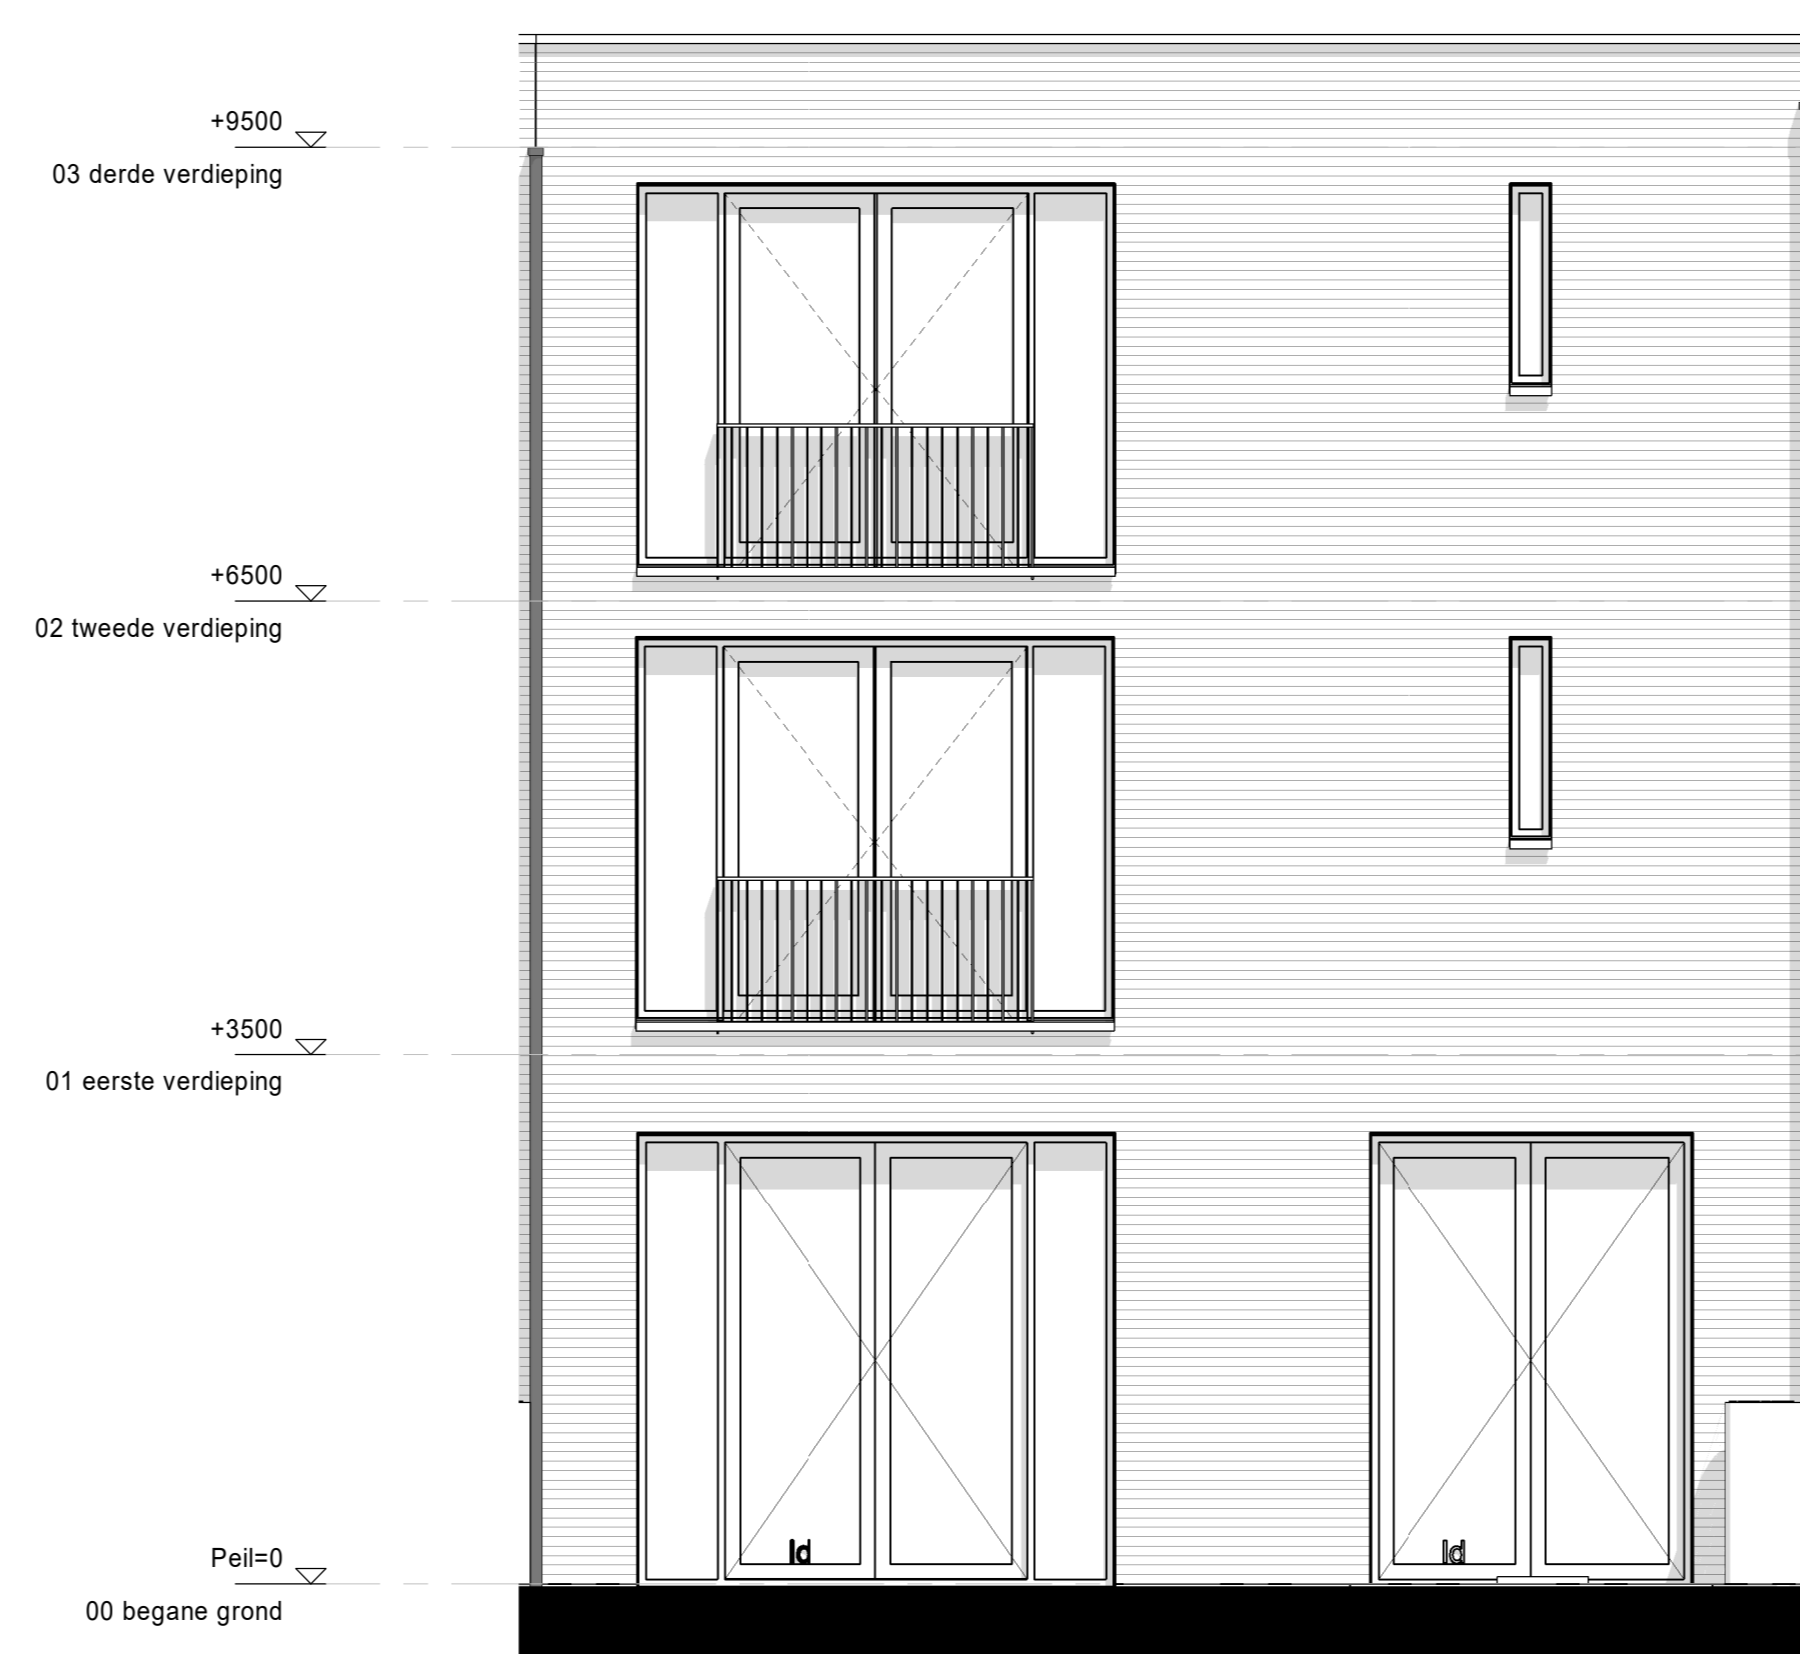 +9500
03 derde verdieping
+6500
02 tweede verdieping
+3500
01 eerste verdieping
ld
ld
Peil=0
00 begane grond